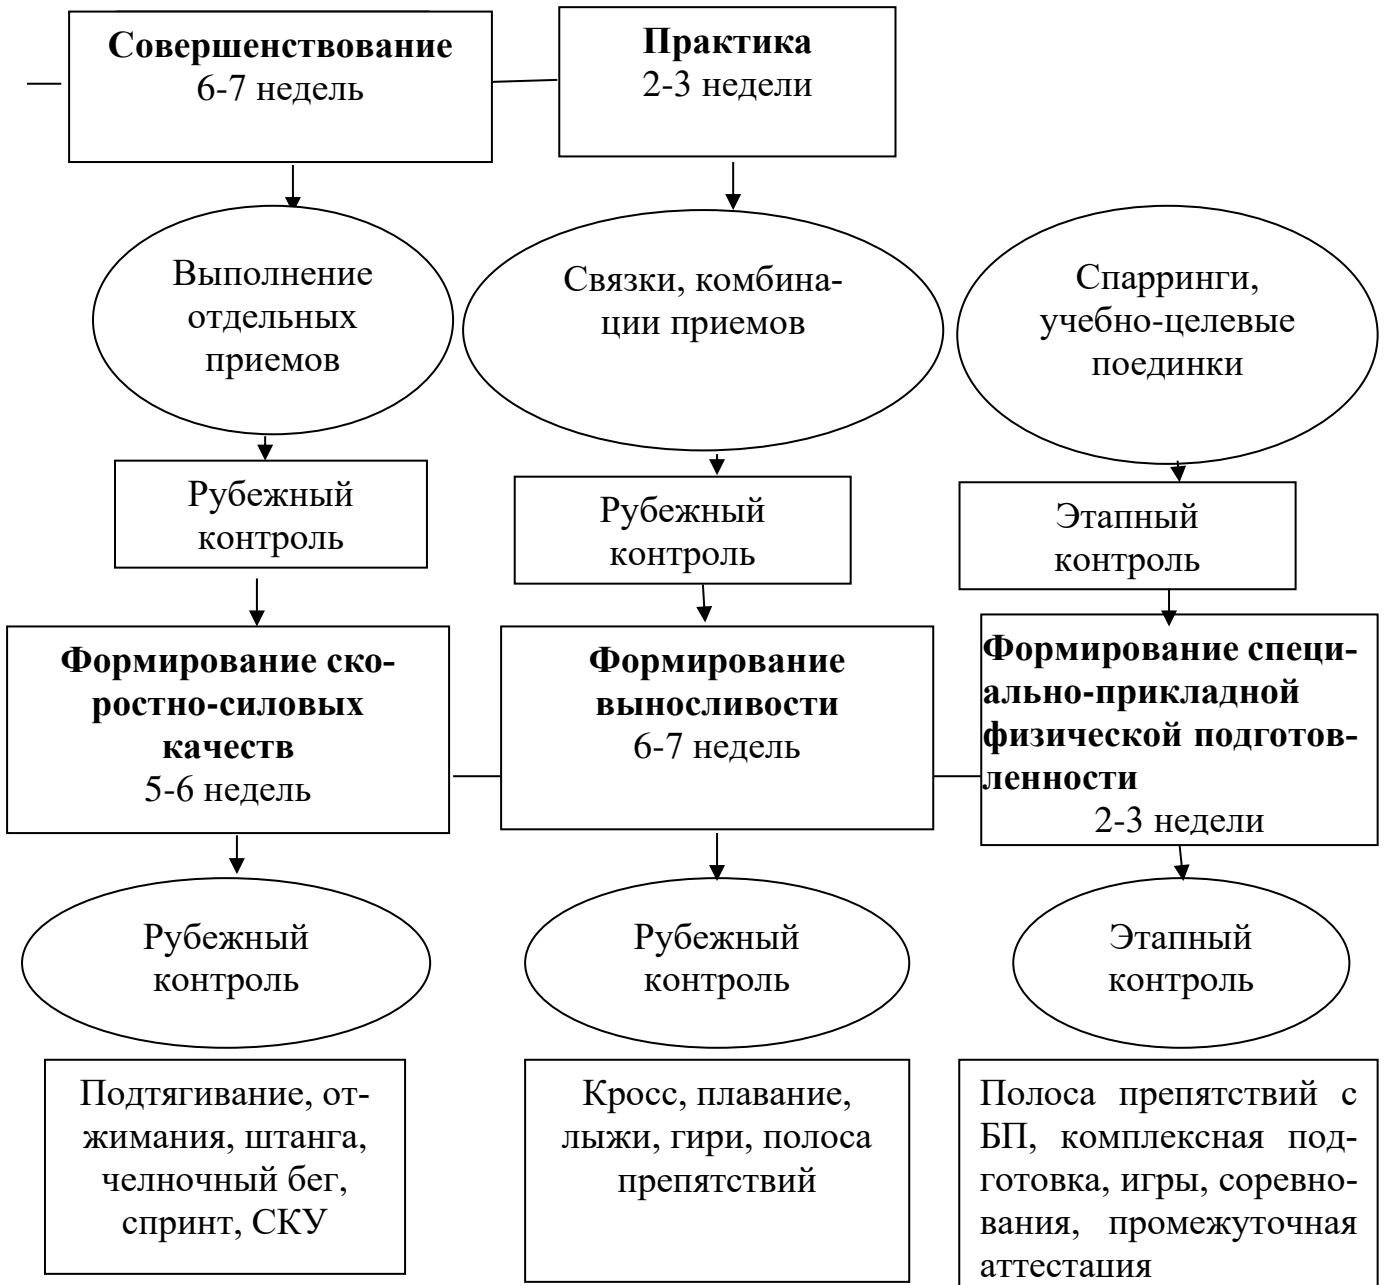 Совершенствование
6-7 недель
Практика
2-3 недели
Выполнение
отдельных
приемов
Связки, комбина-
ции приемов
Спарринги,
учебно-целевые
поединки
Рубежный
контроль
Рубежный
контроль
Этапный
контроль
Формирование ско-
ростно-силовых
качеств
5-6 недель
Формирование
выносливости
6-7 недель
Формирование специ-
ально-прикладной
физической подготов-
ленности
2-3 недели
Рубежный
контроль
Рубежный
контроль
Этапный
контроль
Подтягивание, от-
жимания, штанга,
челночный бег,
спринт, СКУ
Кросс, плавание,
лыжи, гири, полоса
препятствий
Полоса препятствий с
БП, комплексная под-
готовка, игры, соревно-
вания, промежуточная
аттестация